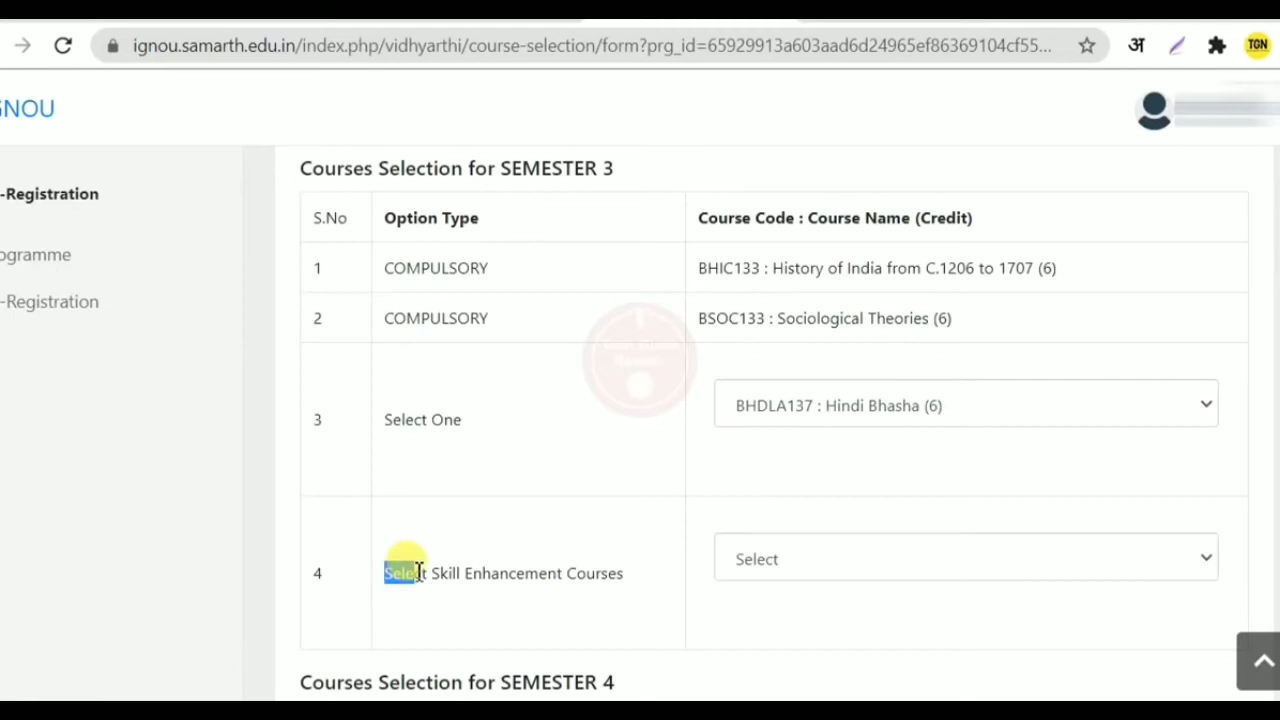 ignou.samarth.edu.in/index.php/vidhyarthi/course-selection/form?prg_id=65929913a603aad6d24965ef86369104cf55...
अ
TGN
GNOU
-Registration
ogramme
-Registration
Courses Selection for SEMESTER 3
S.No Option Type Course Code : Course Name (Credit)
1 COMPULSORY BHIC133 : History of India from C.1206 to 1707 (6)
2 COMPULSORY BSOC133 : Sociological Theories (6)
3 Select One BHDLA137 : Hindi Bhasha (6)
4 Select Skill Enhancement Courses Select
Courses Selection for SEMESTER 4